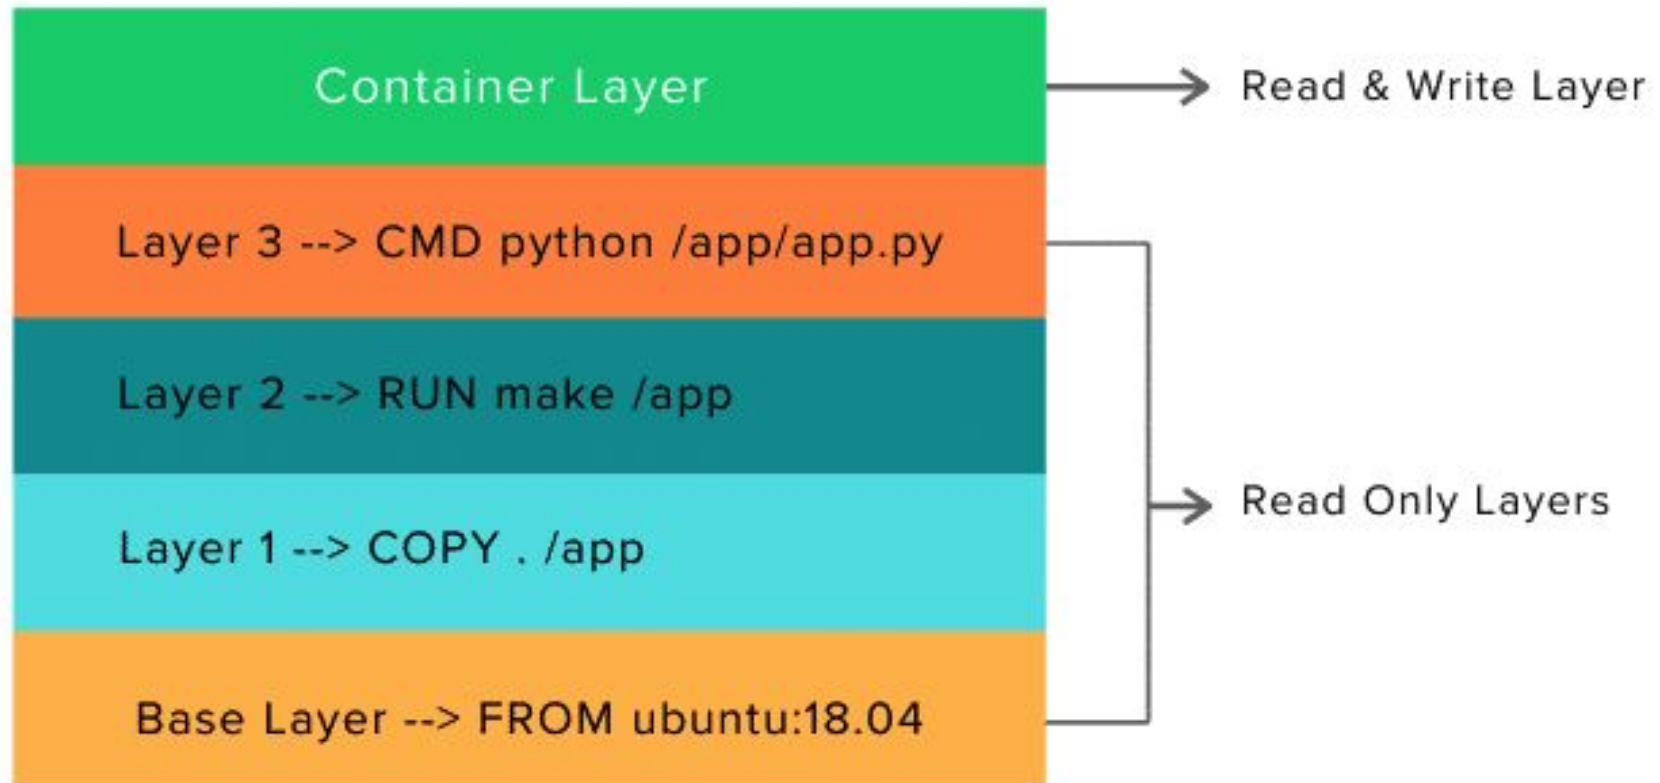 Container Layer
Read & Write Layer
Layer 3 --> CMD python /app/app.py
Layer 2 --> RUN make /app
Layer 1 --> COPY . /app
Read Only Layers
Base Layer --> FROM ubuntu:18.04